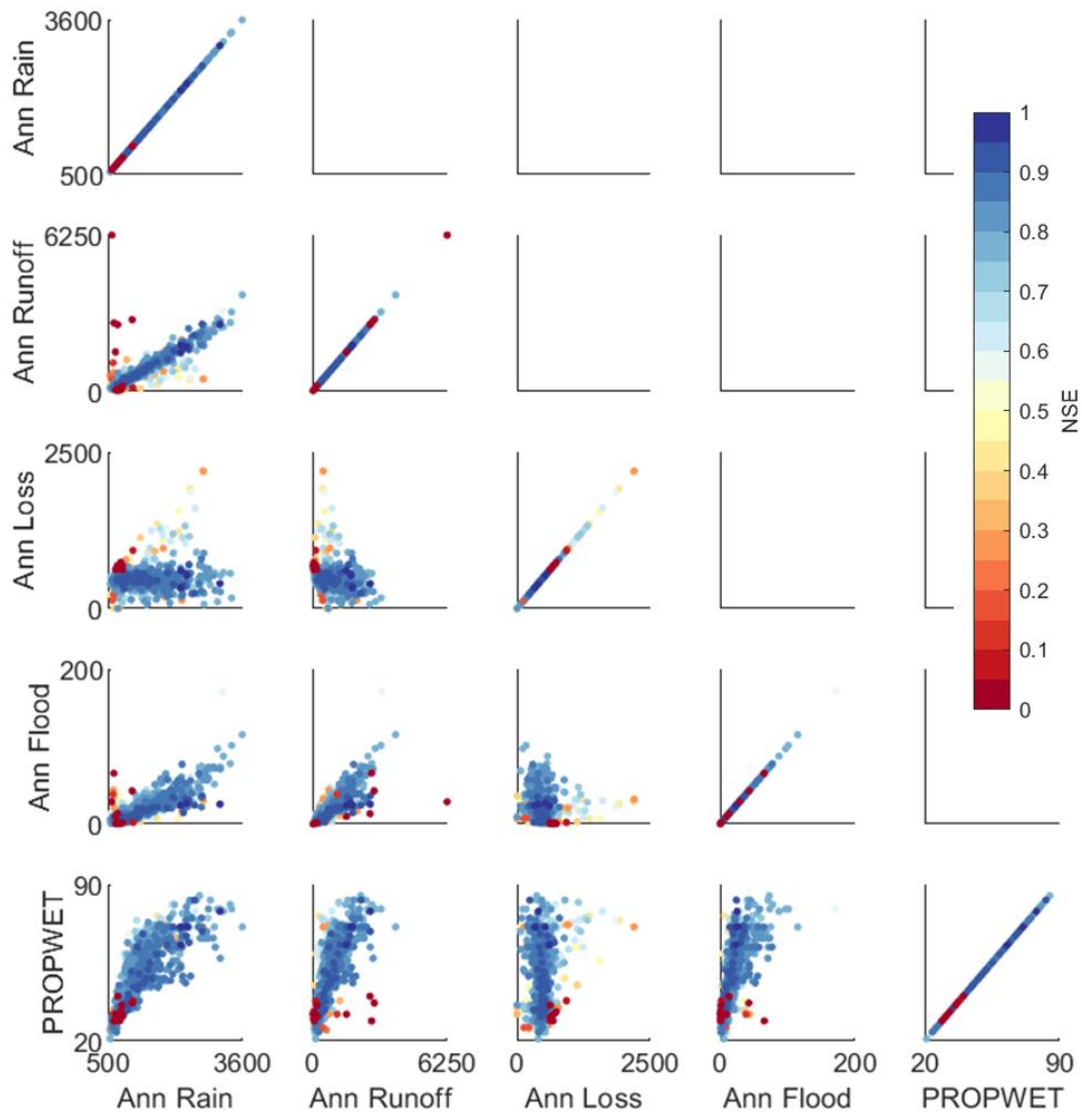 3600
Ann Rain
500
1
0.9
0.8
0.7
0.6
0.5
0.4
0.3
0.2
0.1
0
NSE
6250
Ann Runoff
0
2500
Ann Loss
0
200
Ann Flood
0
90
PROPWET
20
500 3600 0 6250 0 2500 0 200 20 90
Ann Rain Ann Runoff Ann Loss Ann Flood PROPWET